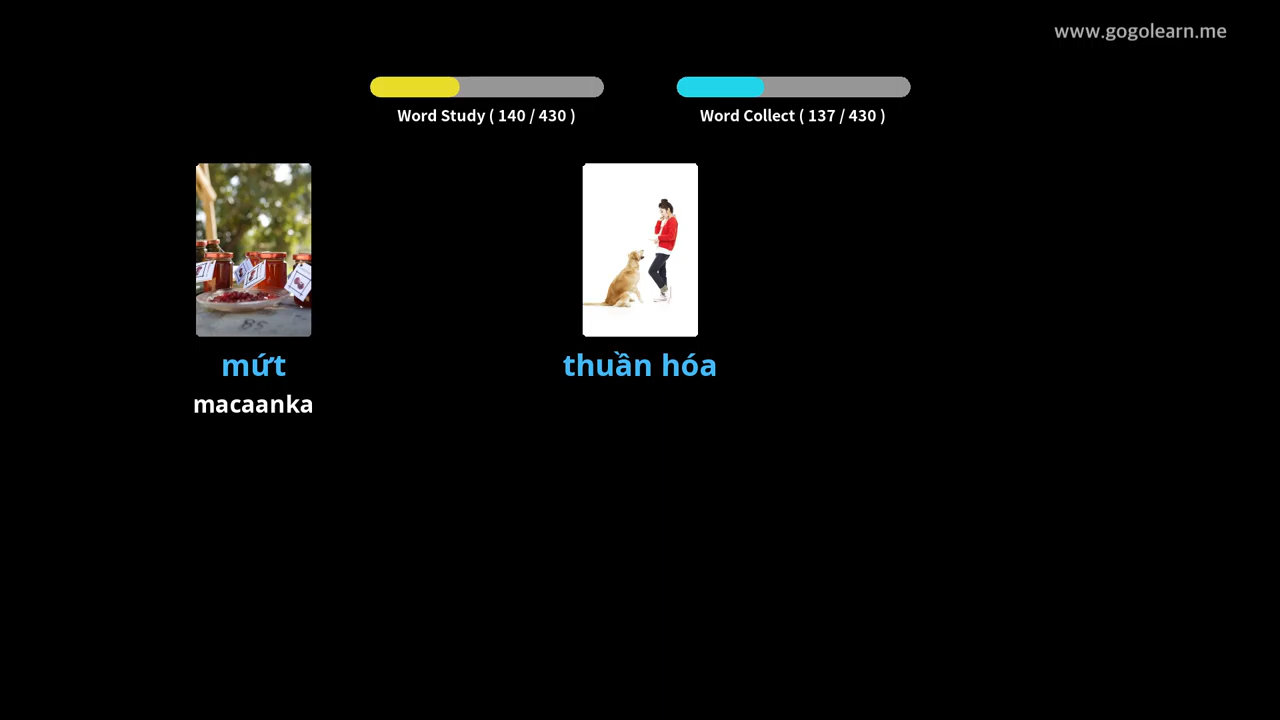 www.gogolearn.me
Word Study ( 140 / 430 )
Word Collect ( 137 / 430 )
mứt
macaanka
thuần hóa